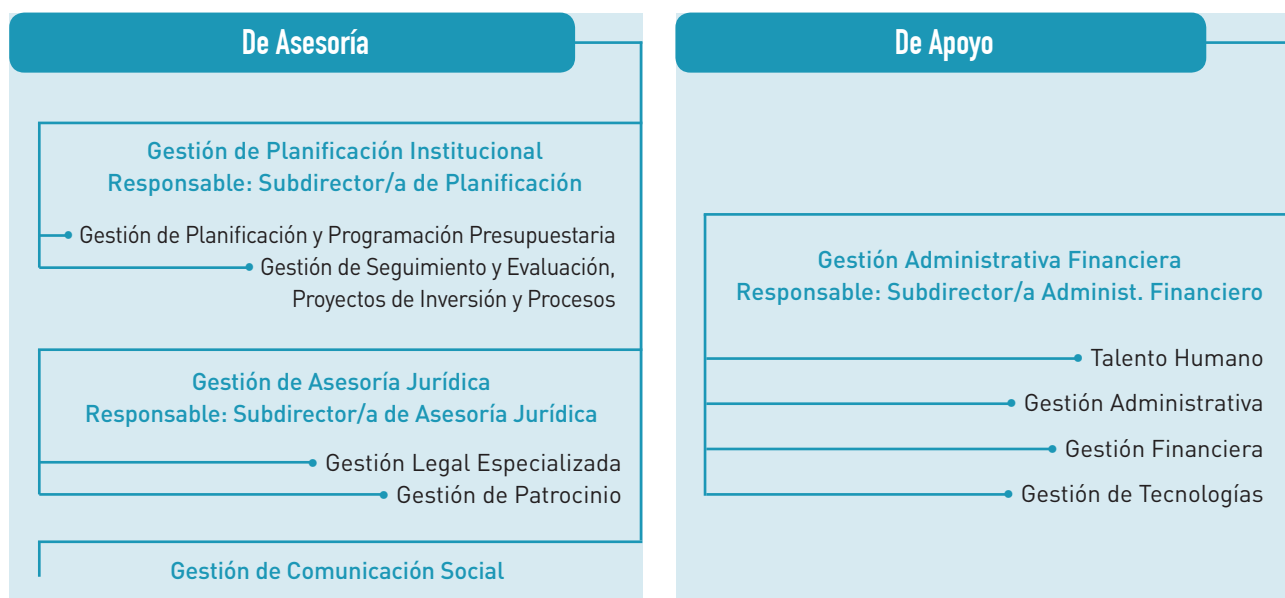 De Asesoría
Gestión de Planificación Institucional
Responsable: Subdirector/a de Planificación
Gestión de Planificación y Programación Presupuestaria
Gestión de Seguimiento y Evaluación,
Proyectos de Inversión y Procesos
Gestión de Asesoría Jurídica
Responsable: Subdirector/a de Asesoría Jurídica
Gestión Legal Especializada
Gestión de Patrocinio
Gestión de Comunicación Social
De Apoyo
Gestión Administrativa Financiera
Responsable: Subdirector/a Administ. Financiero
Talento Humano
Gestión Administrativa
Gestión Financiera
Gestión de Tecnologías